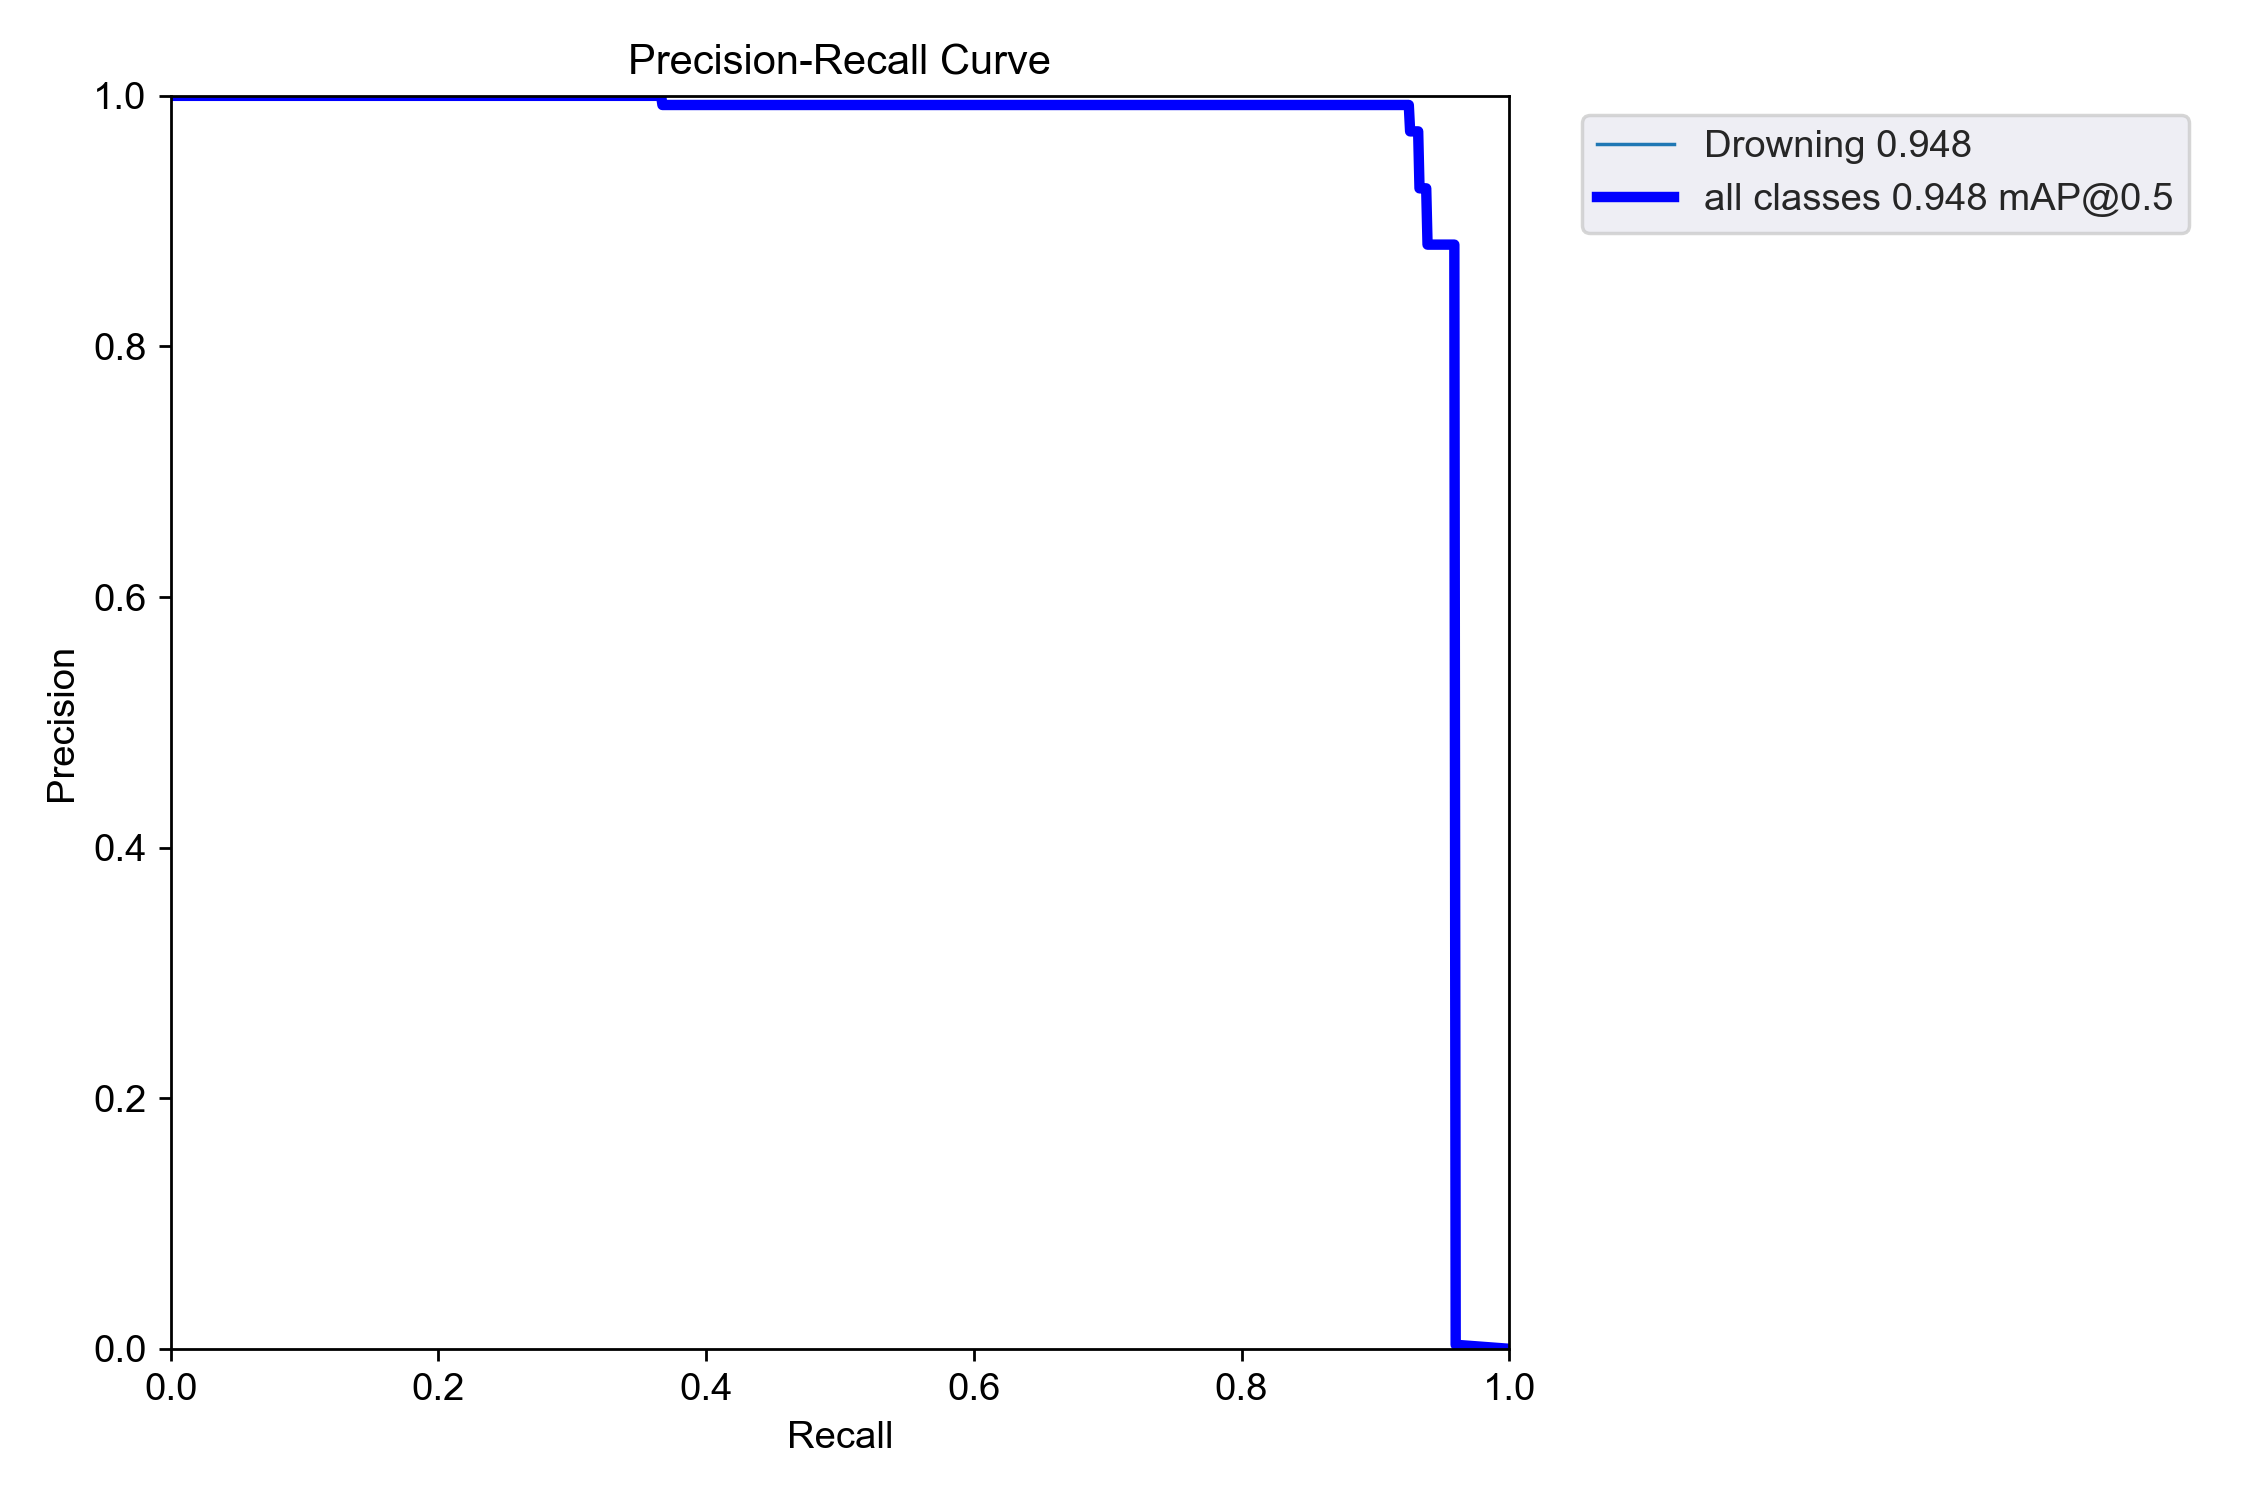 Precision-Recall Curve
Drowning 0.948
all classes 0.948 mAP@0.5
Precision
1.0
0.8
0.6
0.4
0.2
0.0
0.0 0.2 0.4 0.6 0.8 1.0
Recall